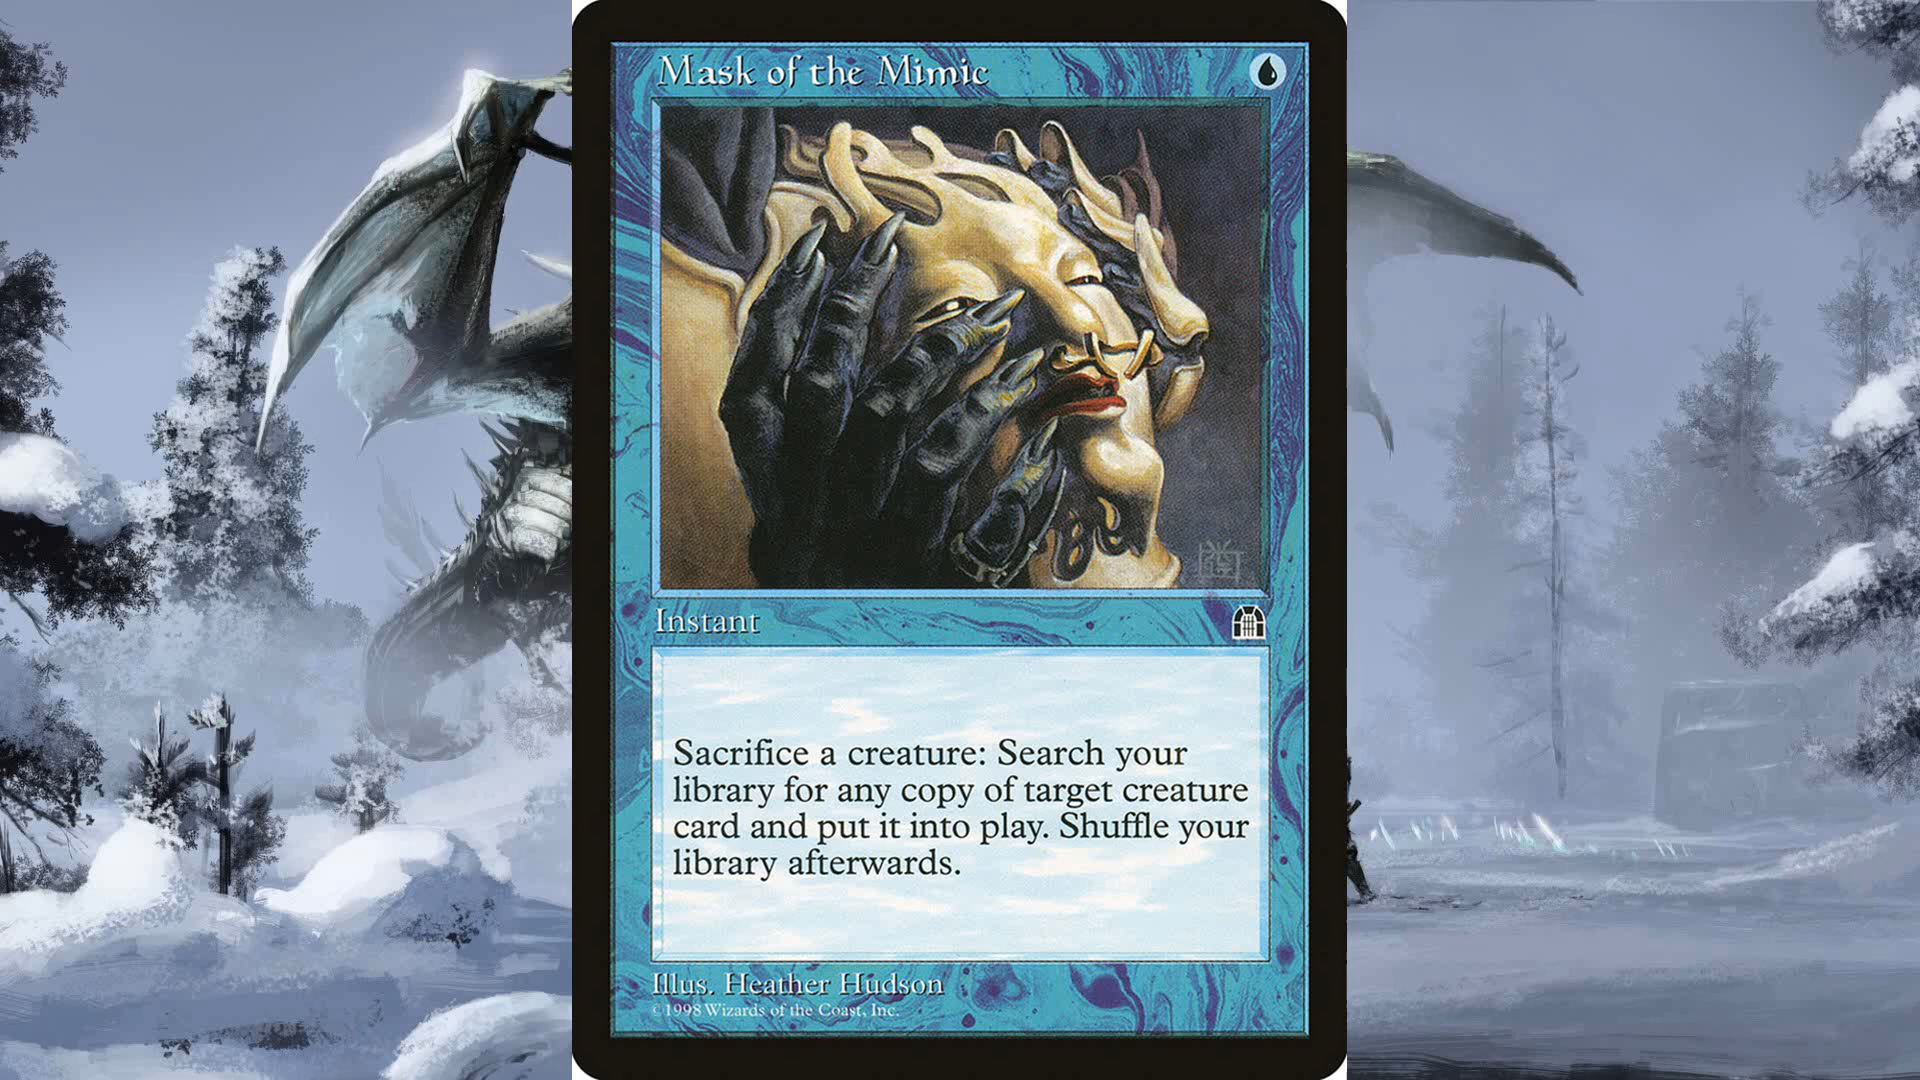 Mask of the Mimic
Instant
Sacrifice a creature: Search your
library for any copy of target creature
card and put it into play. Shuffle your
library afterwards.
Illus. Heather Hudson
©1998 Wizards of the Coast, Inc.